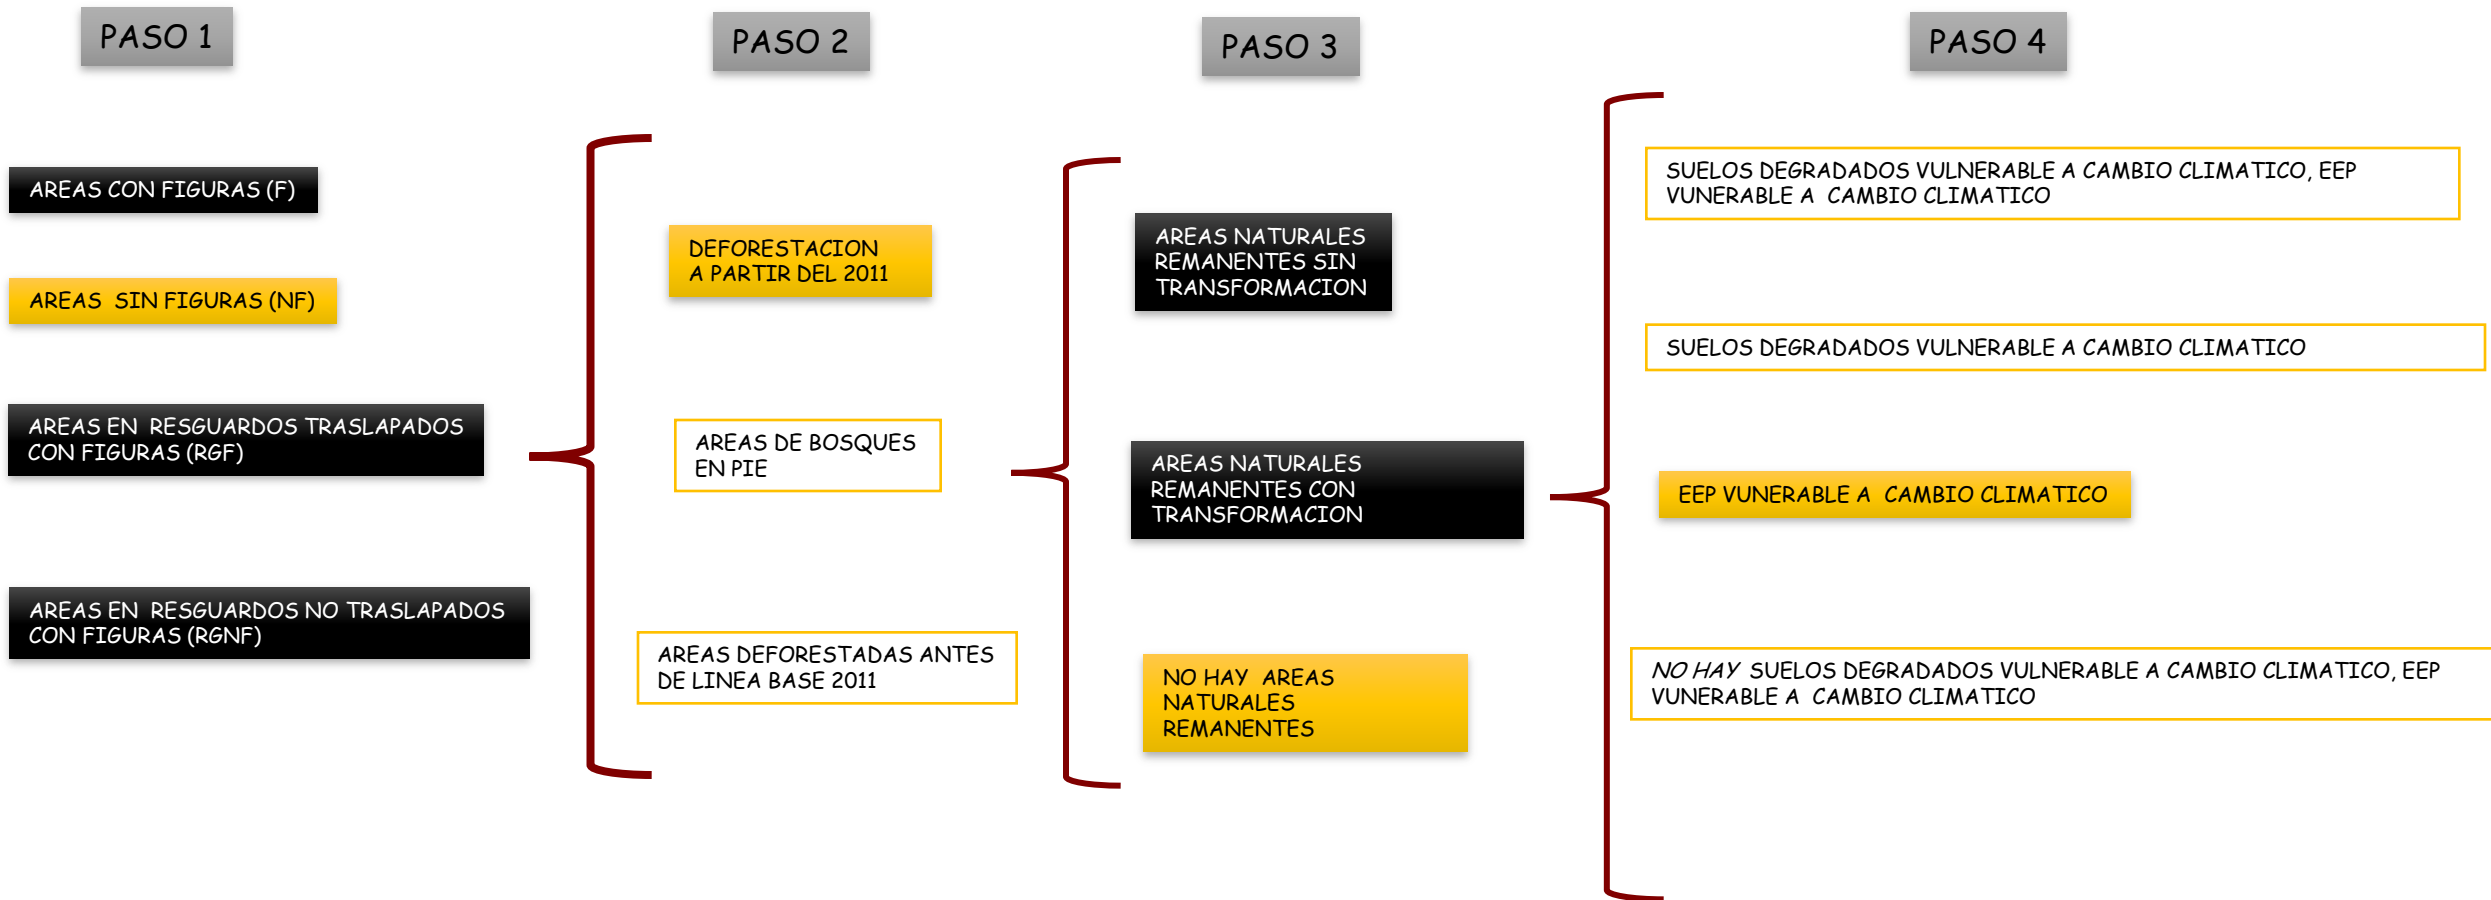 PASO 1
AREAS CON FIGURAS (F)
AREAS SIN FIGURAS (NF)
AREAS EN RESGUARDOS TRASLAPADOS
CON FIGURAS (RGF)
AREAS EN RESGUARDOS NO TRASLAPADOS
CON FIGURAS (RGNF)
PASO 2
DEFORESTACION
A PARTIR DEL 2011
AREAS DE BOSQUES
EN PIE
AREAS DEFORESTADAS ANTES
DE LINEA BASE 2011
PASO 3
AREAS NATURALES
REMANENTES SIN
TRANSFORMACION
AREAS NATURALES
REMANENTES CON
TRANSFORMACION
NO HAY AREAS
NATURALES
REMANENTES
PASO 4
SUELOS DEGRADADOS VULNERABLE A CAMBIO CLIMATICO, EEP
VUNERABLE A CAMBIO CLIMATICO
SUELOS DEGRADADOS VULNERABLE A CAMBIO CLIMATICO
EEP VUNERABLE A CAMBIO CLIMATICO
NO HAY SUELOS DEGRADADOS VULNERABLE A CAMBIO CLIMATICO, EEP
VUNERABLE A CAMBIO CLIMATICO